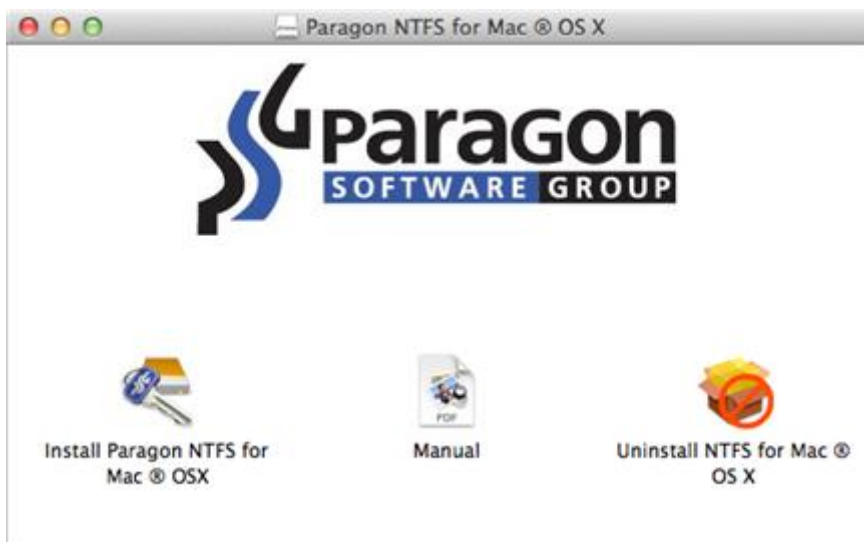 Paragon NTFS for Mac ® OS X
Paragon
SOFTWARE GROUP
Install Paragon NTFS for
Mac ® OSX
PDF
Manual
Uninstall NTFS for Mac ®
OS X